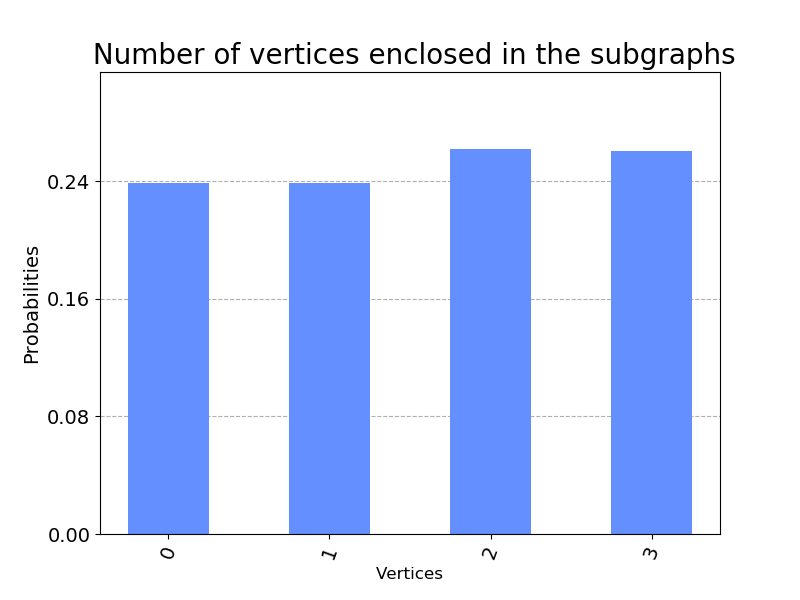 Number of vertices enclosed in the subgraphs
Probabilities
0.24
0.16
0.08
0.00
0
1
2
3
Vertices